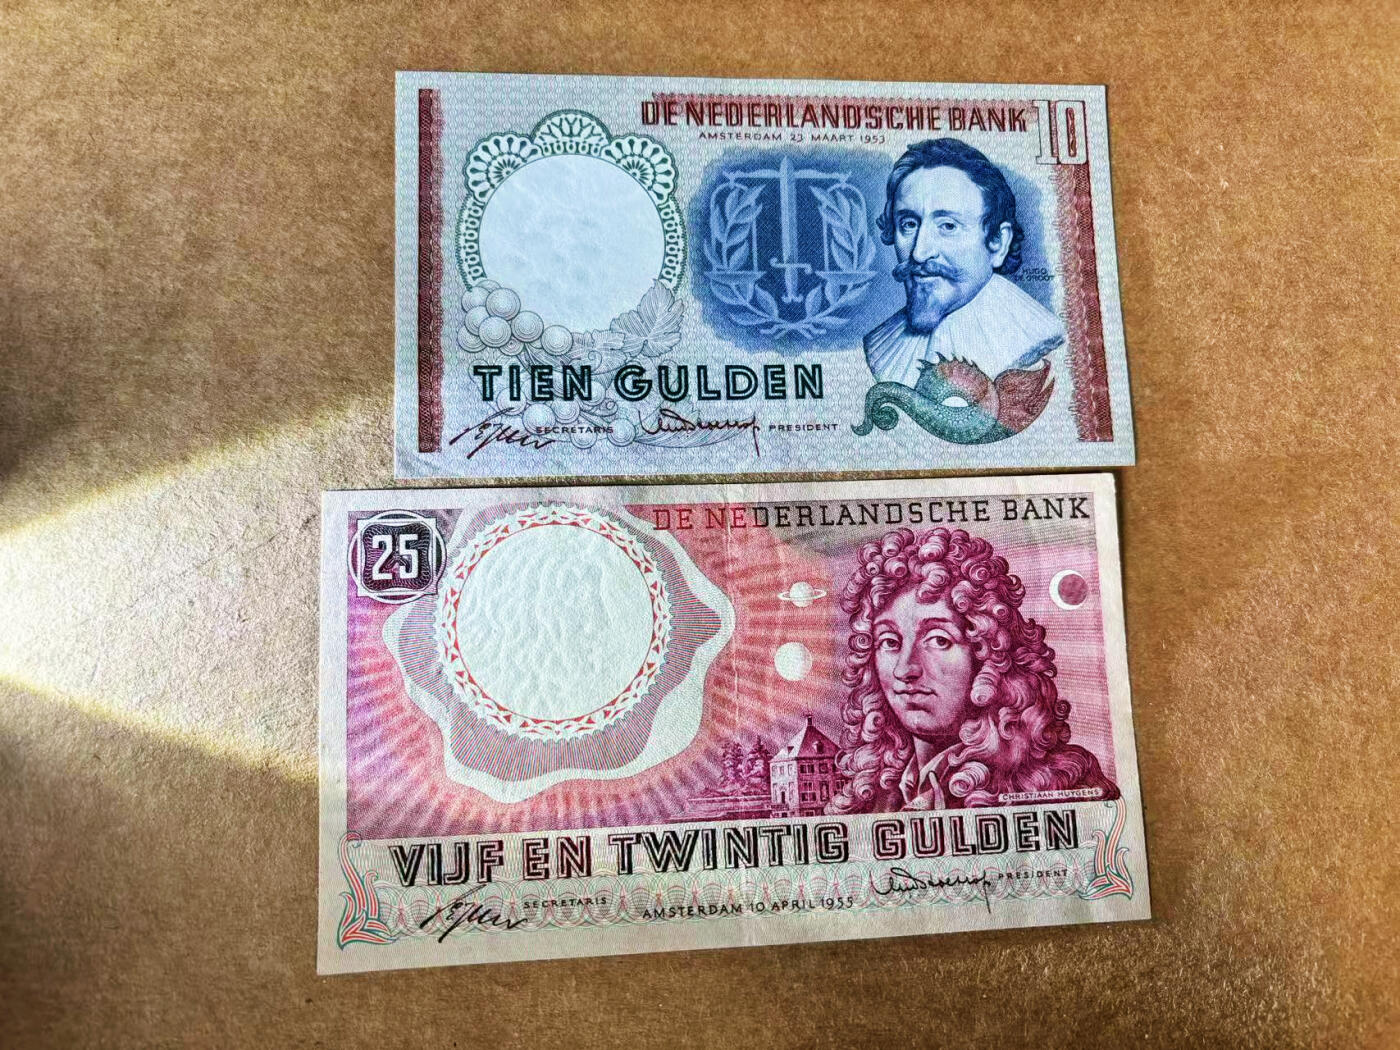 DE NEDERLANDSCHE BANK 10
AMSTERDAM 23 MAART 1953
HUGO
DE GROOT
TIEN GULDEN
SECRETARIS PRESIDENT
25 DE NEDERLANDSCHE BANK
CHRISTIAAN HUYGENS
VIJF EN TWINTIG GULDEN
SECRETARIS AMSTERDAM 10 APRIL 1955 PRESIDENT